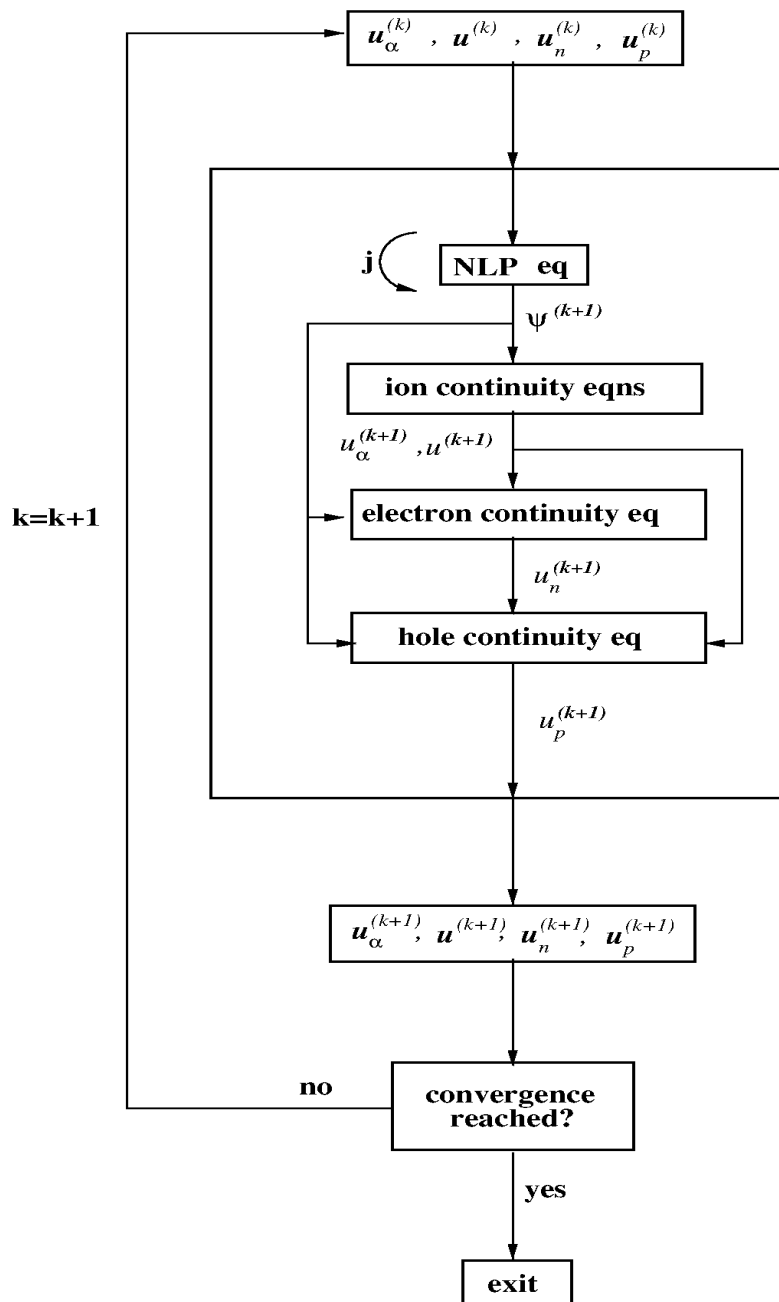 u_α^(k) , u^(k) , u_n^(k) , u_p^(k)
j
NLP eq
ψ^(k+1)
ion continuity eqns
u_α^(k+1) , u^(k+1)
k=k+1
electron continuity eq
u_n^(k+1)
hole continuity eq
u_p^(k+1)
u_α^(k+1), u^(k+1), u_n^(k+1), u_p^(k+1)
no
convergence
reached?
yes
exit